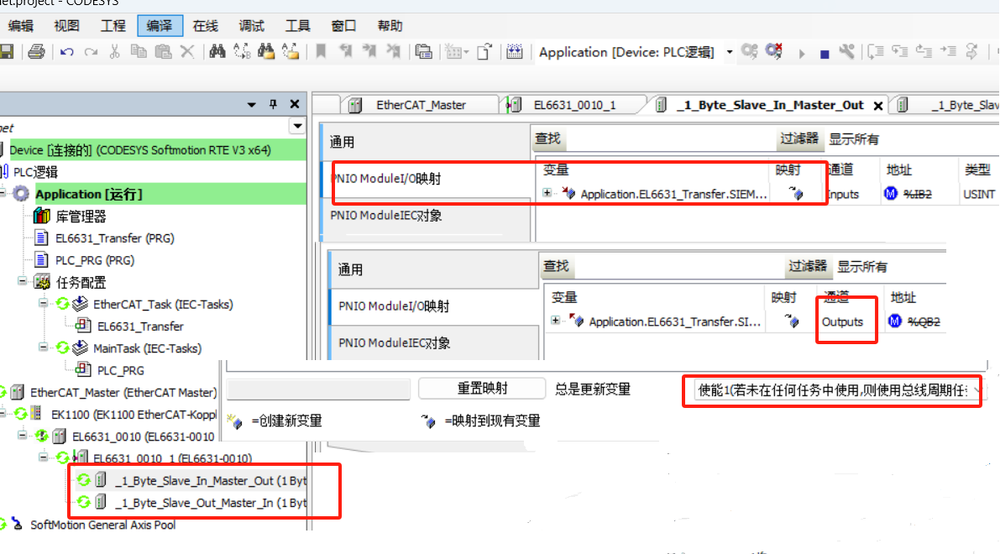 net.project - CODESYS
编辑 视图 工程 编译 在线 调试 工具 窗口 帮助
Application [Device: PLC逻辑]
EtherCAT_Master EL6631_0010_1 _1_Byte_Slave_In_Master_Out _1_Byte_Slav
Device [连接的] (CODESYS Softmotion RTE V3 x64)
PLC逻辑
Application [运行]
库管理器
EL6631_Transfer (PRG)
PLC_PRG (PRG)
任务配置
EtherCAT_Task (IEC-Tasks)
EL6631_Transfer
MainTask (IEC-Tasks)
PLC_PRG
EtherCAT_Master (EtherCAT Master)
EK1100 (EK1100 EtherCAT-Koppl
EL6631_0010 (EL6631-0010
EL6631_0010_1 (EL6631-0010)
_1_Byte_Slave_In_Master_Out (1 Byt
_1_Byte_Slave_Out_Master_In (1 Byt
SoftMotion General Axis Pool
通用
PNIO ModuleI/O映射
PNIO ModuleIEC对象
查找 过滤器 显示所有
变量 映射 通道 地址 类型
Application.EL6631_Transfer.SIEM... Inputs %IB2 USINT
通用
PNIO ModuleI/O映射
PNIO ModuleIEC对象
查找 过滤器 显示所有
变量 映射 通道 地址
Application.EL6631_Transfer.SI... Outputs %QB2
重置映射 总是更新变量 使能1(若未在任何任务中使用,则使用总线周期任
=创建新变量 =映射到现有变量